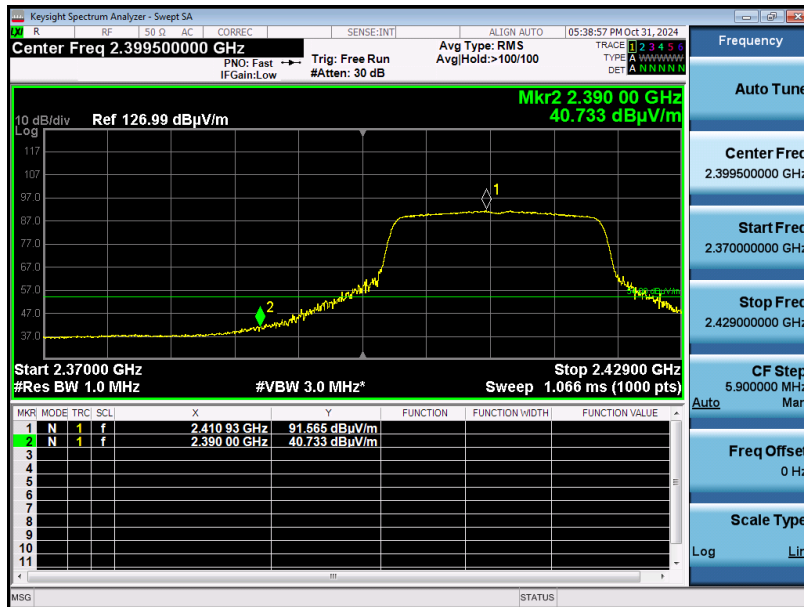 Keysight Spectrum Analyzer - Swept SA
LXI R RF 50 Ω AC CORREC SENSE:INT ALIGN AUTO 05:38:57 PM Oct 31, 2024
Center Freq 2.399500000 GHz
PNO: Fast
IFGain:Low
Trig: Free Run
#Atten: 30 dB
Avg Type: RMS
Avg|Hold:>100/100
TRACE 1 2 3 4 5 6
TYPE A WWWWW
DET A N N N N N
Mkr2 2.390 00 GHz
40.733 dBµV/m
10 dB/div Ref 126.99 dBµV/m
Log
117
107
97.0
87.0
77.0
67.0
57.0
47.0
37.0
1
2
Start 2.37000 GHz Stop 2.42900 GHz
#Res BW 1.0 MHz #VBW 3.0 MHz* Sweep 1.066 ms (1000 pts)
MKR MODE TRC SCL X Y FUNCTION FUNCTION WIDTH FUNCTION VALUE
1 N 1 f 2.410 93 GHz 91.565 dBµV/m
2 N 1 f 2.390 00 GHz 40.733 dBµV/m
3
4
5
6
7
8
9
10
11
MSG STATUS
Frequency
Auto Tune
Center Freq
2.399500000 GHz
Start Freq
2.370000000 GHz
Stop Freq
2.429000000 GHz
CF Step
5.900000 MHz
Auto Man
Freq Offset
0 Hz
Scale Type
Log Lin